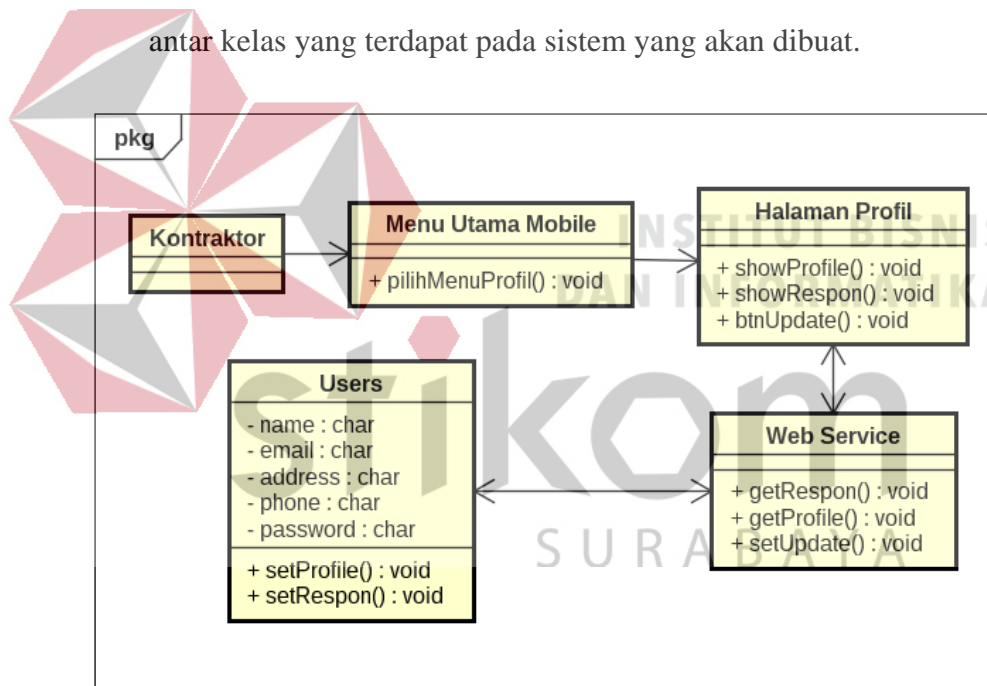 antar kelas yang terdapat pada sistem yang akan dibuat.
pkg
Kontraktor
Menu Utama Mobile
+ pilihMenuProfil() : void
Halaman Profil
+ showProfile() : void
+ showRespon() : void
+ btnUpdate() : void
INSTITUT BISNIS
DAN INFORMATIKA
stikom
SURABAYA
Users
- name : char
- email : char
- address : char
- phone : char
- password : char
+ setProfile() : void
+ setRespon() : void
Web Service
+ getRespon() : void
+ getProfile() : void
+ setUpdate() : void